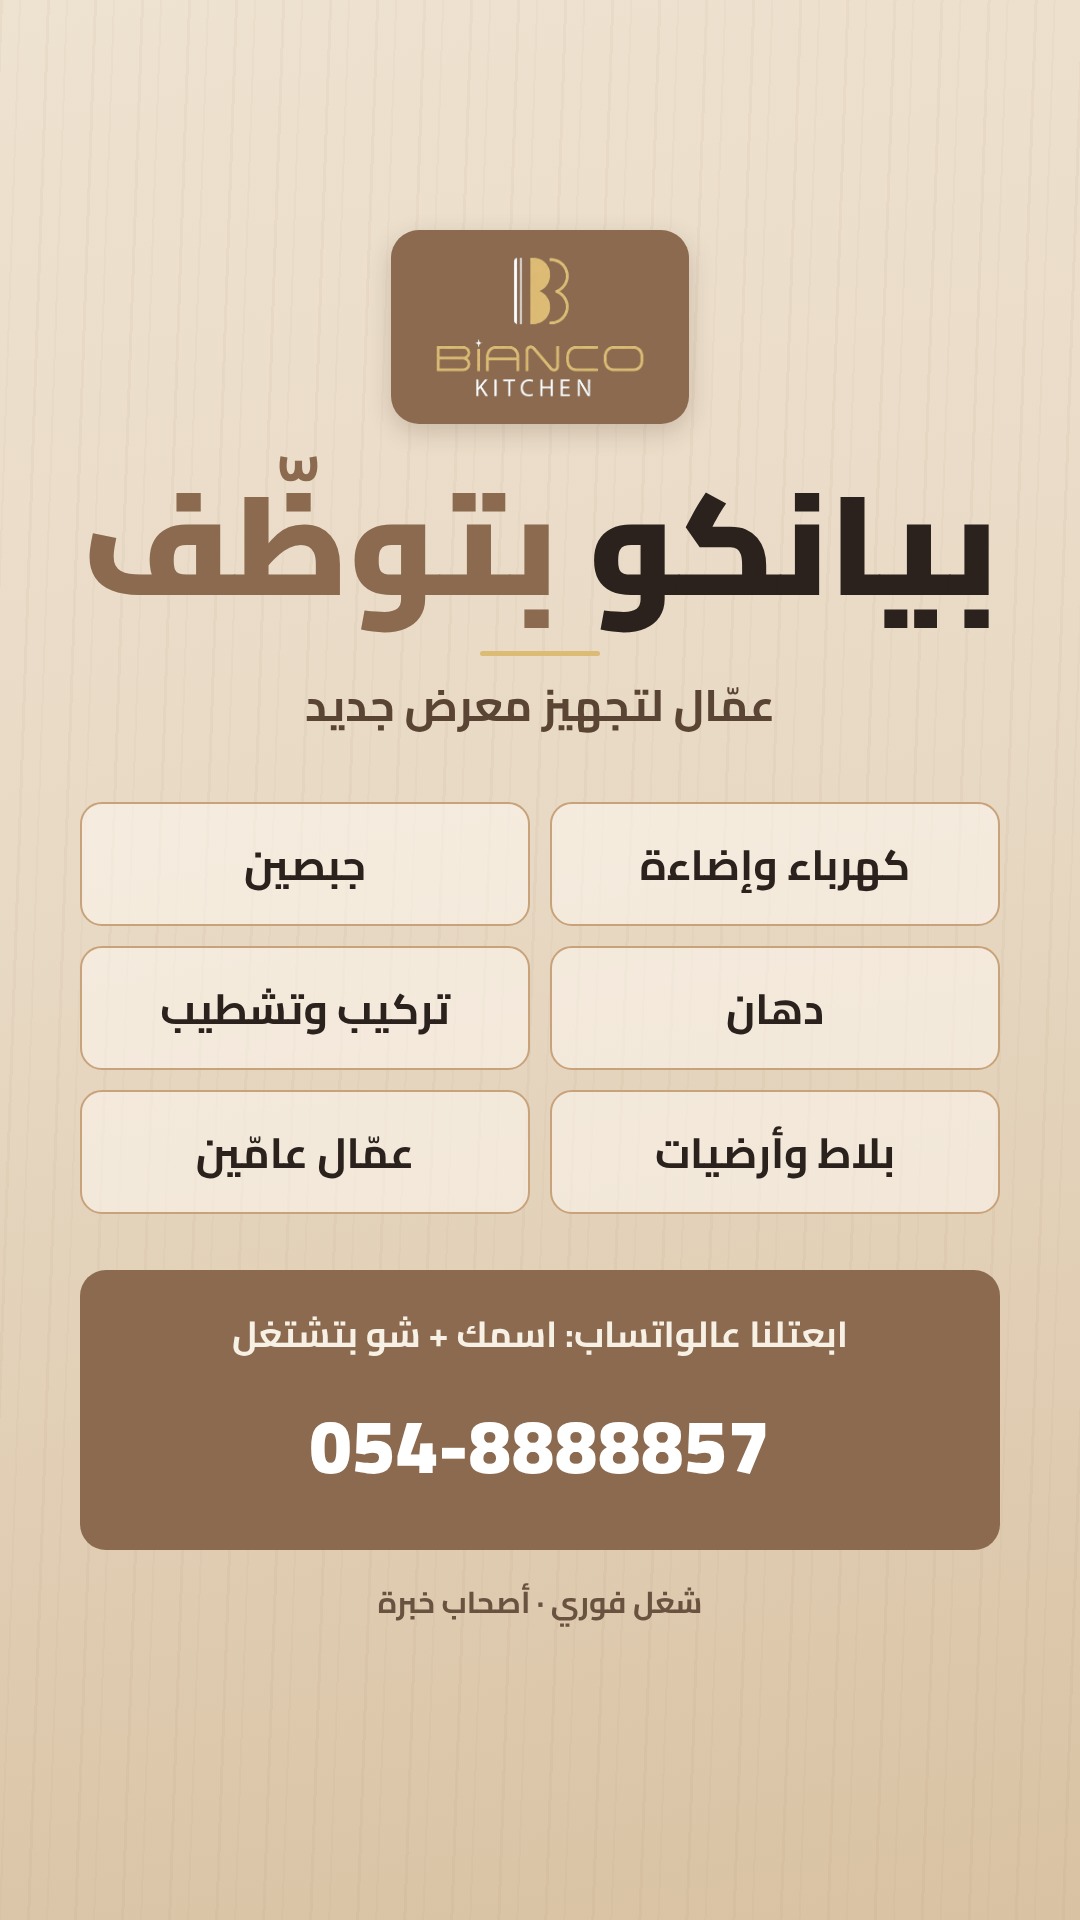 BiANCO
KITCHEN
بيانكو بتوظّف
عمّال لتجهيز معرض جديد
كهرباء وإضاءة
جبصين
دهان
تركيب وتشطيب
بلاط وأرضيات
عمّال عامّين
ابعتلنا عالواتساب: اسمك + شو بتشتغل
054-8888857
شغل فوري · أصحاب خبرة